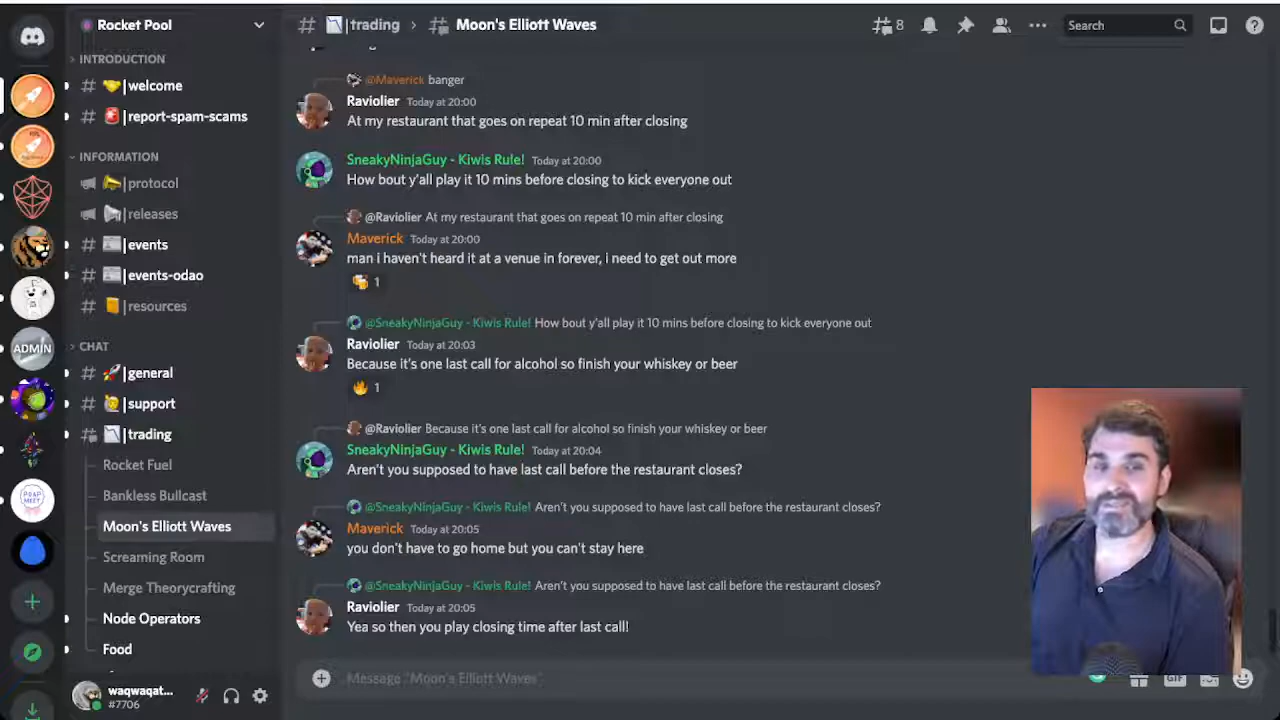 Rocket Pool
INTRODUCTION
# |welcome
# |report-spam-scams
INFORMATION
|protocol
|releases
# |events
# |events-odao
# |resources
CHAT
# |general
# |support
|trading
Rocket Fuel
Bankless Bullcast
Moon's Elliott Waves
Screaming Room
Merge Theorycrafting
Node Operators
Food
waqwaqat...
#7706
ADMIN
# |trading > Moon's Elliott Waves
8
Search
@Maverick banger
Raviolier Today at 20:00
At my restaurant that goes on repeat 10 min after closing
SneakyNinjaGuy - Kiwis Rule! Today at 20:00
How bout y'all play it 10 mins before closing to kick everyone out
@Raviolier At my restaurant that goes on repeat 10 min after closing
Maverick Today at 20:00
man i haven't heard it at a venue in forever, i need to get out more
1
@SneakyNinjaGuy - Kiwis Rule! How bout y'all play it 10 mins before closing to kick everyone out
Raviolier Today at 20:03
Because it's one last call for alcohol so finish your whiskey or beer
1
@Raviolier Because it's one last call for alcohol so finish your whiskey or beer
SneakyNinjaGuy - Kiwis Rule! Today at 20:04
Aren't you supposed to have last call before the restaurant closes?
@SneakyNinjaGuy - Kiwis Rule! Aren't you supposed to have last call before the restaurant closes?
Maverick Today at 20:05
you don't have to go home but you can't stay here
@SneakyNinjaGuy - Kiwis Rule! Aren't you supposed to have last call before the restaurant closes?
Raviolier Today at 20:05
Yea so then you play closing time after last call!
Message "Moon's Elliott Waves"
GIF